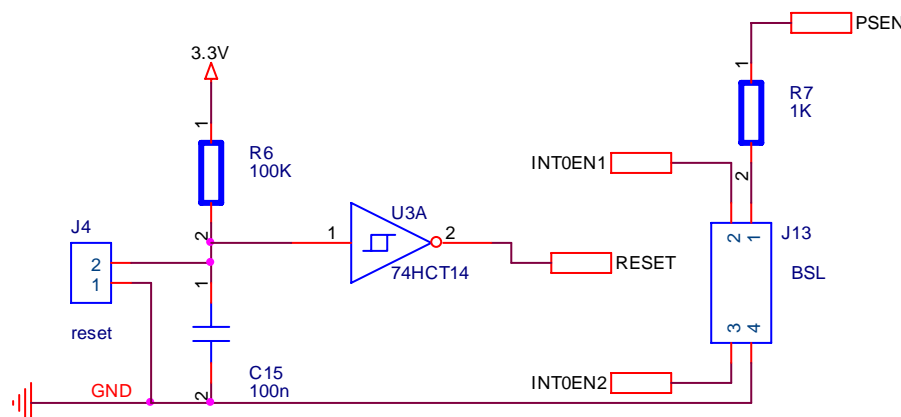 PSEN
3.3V
1
R7
1K
1
R6
100K
INT0EN1
2
J4
U3A
2
1
2
2
1
J13
2
1
RESET
74HCT14
BSL
1
reset
3
4
C15
100n
INT0EN2
GND
2